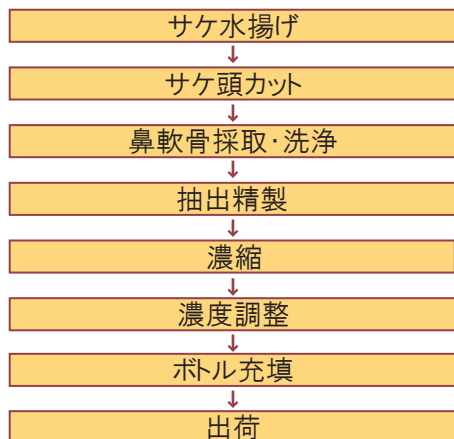 サケ水揚げ
サケ頭カット
鼻軟骨採取・洗浄
抽出精製
濃縮
濃度調整
ボトル充填
出荷